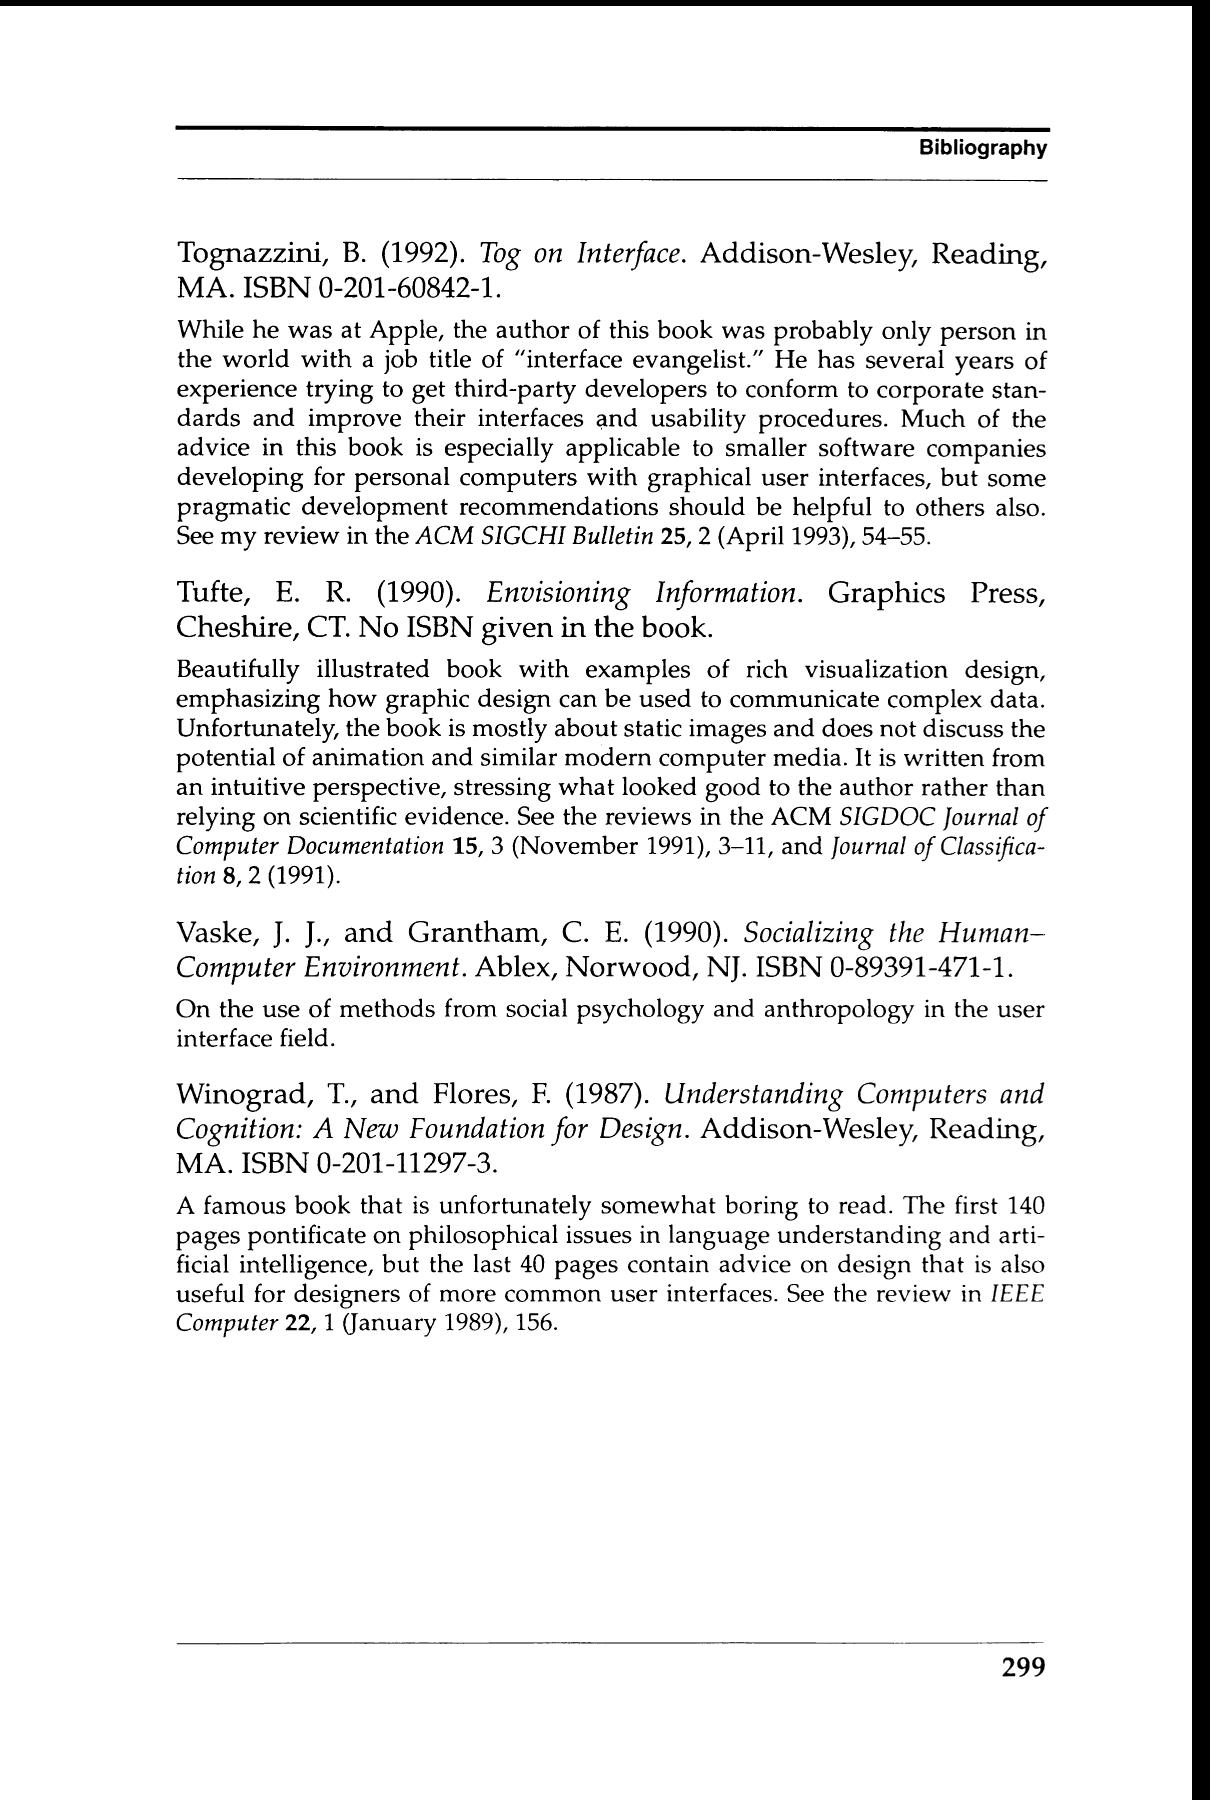 Bibliography
Tognazzini, B. (1992). Tog on Interface. Addison-Wesley, Reading,
MA. ISBN 0-201-60842-1.
While he was at Apple, the author of this book was probably only person in
the world with a job title of "interface evangelist." He has several years of
experience trying to get third-party developers to conform to corporate stan-
dards and improve their interfaces and usability procedures. Much of the
advice in this book is especially applicable to smaller software companies
developing for personal computers with graphical user interfaces, but some
pragmatic development recommendations should be helpful to others also.
See my review in the ACM SIGCHI Bulletin 25, 2 (April 1993), 54–55.
Tufte, E. R. (1990). Envisioning Information. Graphics Press,
Cheshire, CT. No ISBN given in the book.
Beautifully illustrated book with examples of rich visualization design,
emphasizing how graphic design can be used to communicate complex data.
Unfortunately, the book is mostly about static images and does not discuss the
potential of animation and similar modern computer media. It is written from
an intuitive perspective, stressing what looked good to the author rather than
relying on scientific evidence. See the reviews in the ACM SIGDOC Journal of
Computer Documentation 15, 3 (November 1991), 3–11, and Journal of Classifica-
tion 8, 2 (1991).
Vaske, J. J., and Grantham, C. E. (1990). Socializing the Human–
Computer Environment. Ablex, Norwood, NJ. ISBN 0-89391-471-1.
On the use of methods from social psychology and anthropology in the user
interface field.
Winograd, T., and Flores, F. (1987). Understanding Computers and
Cognition: A New Foundation for Design. Addison-Wesley, Reading,
MA. ISBN 0-201-11297-3.
A famous book that is unfortunately somewhat boring to read. The first 140
pages pontificate on philosophical issues in language understanding and arti-
ficial intelligence, but the last 40 pages contain advice on design that is also
useful for designers of more common user interfaces. See the review in IEEE
Computer 22, 1 (January 1989), 156.
299